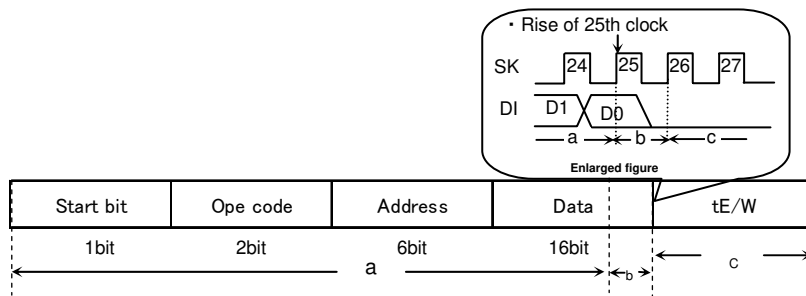 ・Rise of 25th clock
SK 24 25 26 27
DI D1 D0
a b c
Enlarged figure
Start bit Ope code Address Data tE/W
1bit 2bit 6bit 16bit
a b C